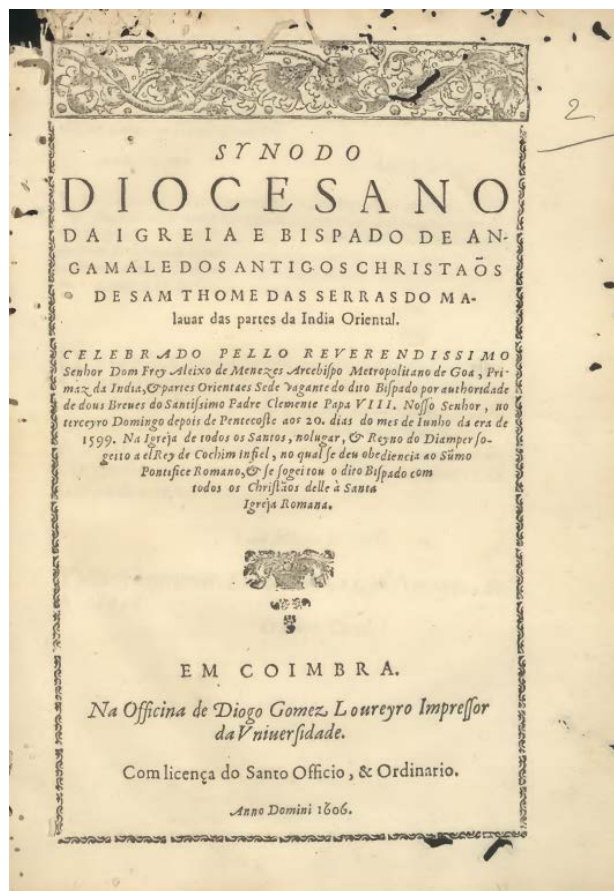 2
SYNODO
DIOCESANO
DA IGREIA E BISPADO DE AN-
GAMALE DOS ANTIGOS CHRISTAÕS
DE SAM THOME DAS SERRAS DO MA-
lauar das partes da India Oriental.
CELEBRADO PELLO REVERENDISSIMO
Senhor Dom Frey Aleixo de Menezes Arcebiſpo Metropolitano de Goa, Pri-
máz da India, & partes Orientaes Sede vagante do dito Biſpado por authoridade
de dous Breues do Santiſsimo Padre Clemente Papa VIII. Noſſo Senhor, no
terceyro Domingo depois de Pentecoſte aos 20. dias do mes de Iunho da era de
1599. Na Igreja de todos os Santos, no lugar, & Reyno do Diamper ſo-
geito a elRey de Cochim infiel, no qual ſe deu obediencia ao Sũmo
Pontifice Romano, & ſe ſogeitou o dito Biſpado com
todos os Chriſtãos delle à Santa
Igreja Romana.
EM COIMBRA.
Na Officina de Diogo Gomez Loureyro Impreſſor
da Vniuerſidade.
Com licença do Santo Officio, & Ordinario.
Anno Domini 1606.